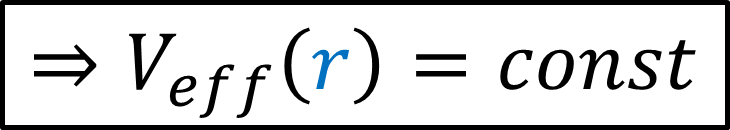 ⇒ V_eff(r) = const